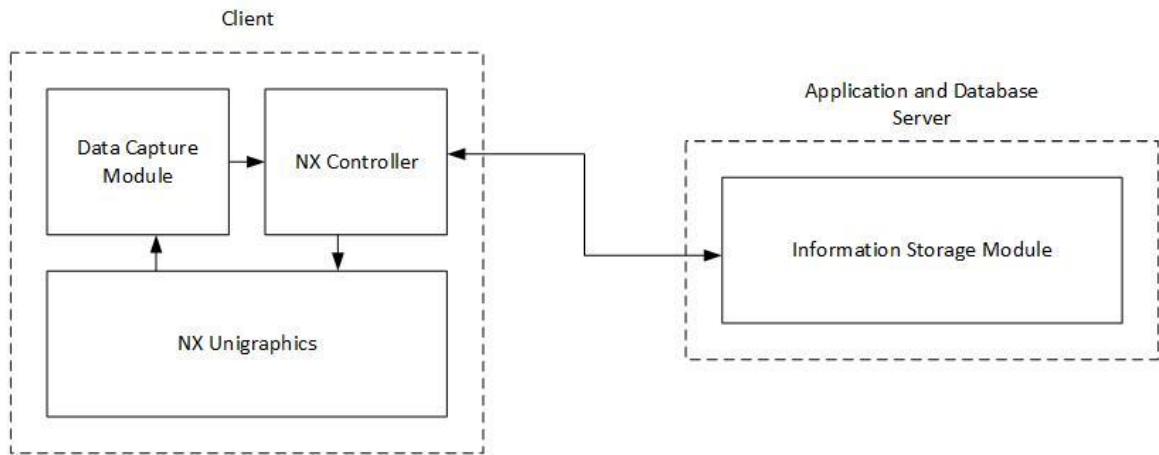 Client
Data Capture
Module
NX Controller
NX Unigraphics
Application and Database
Server
Information Storage Module